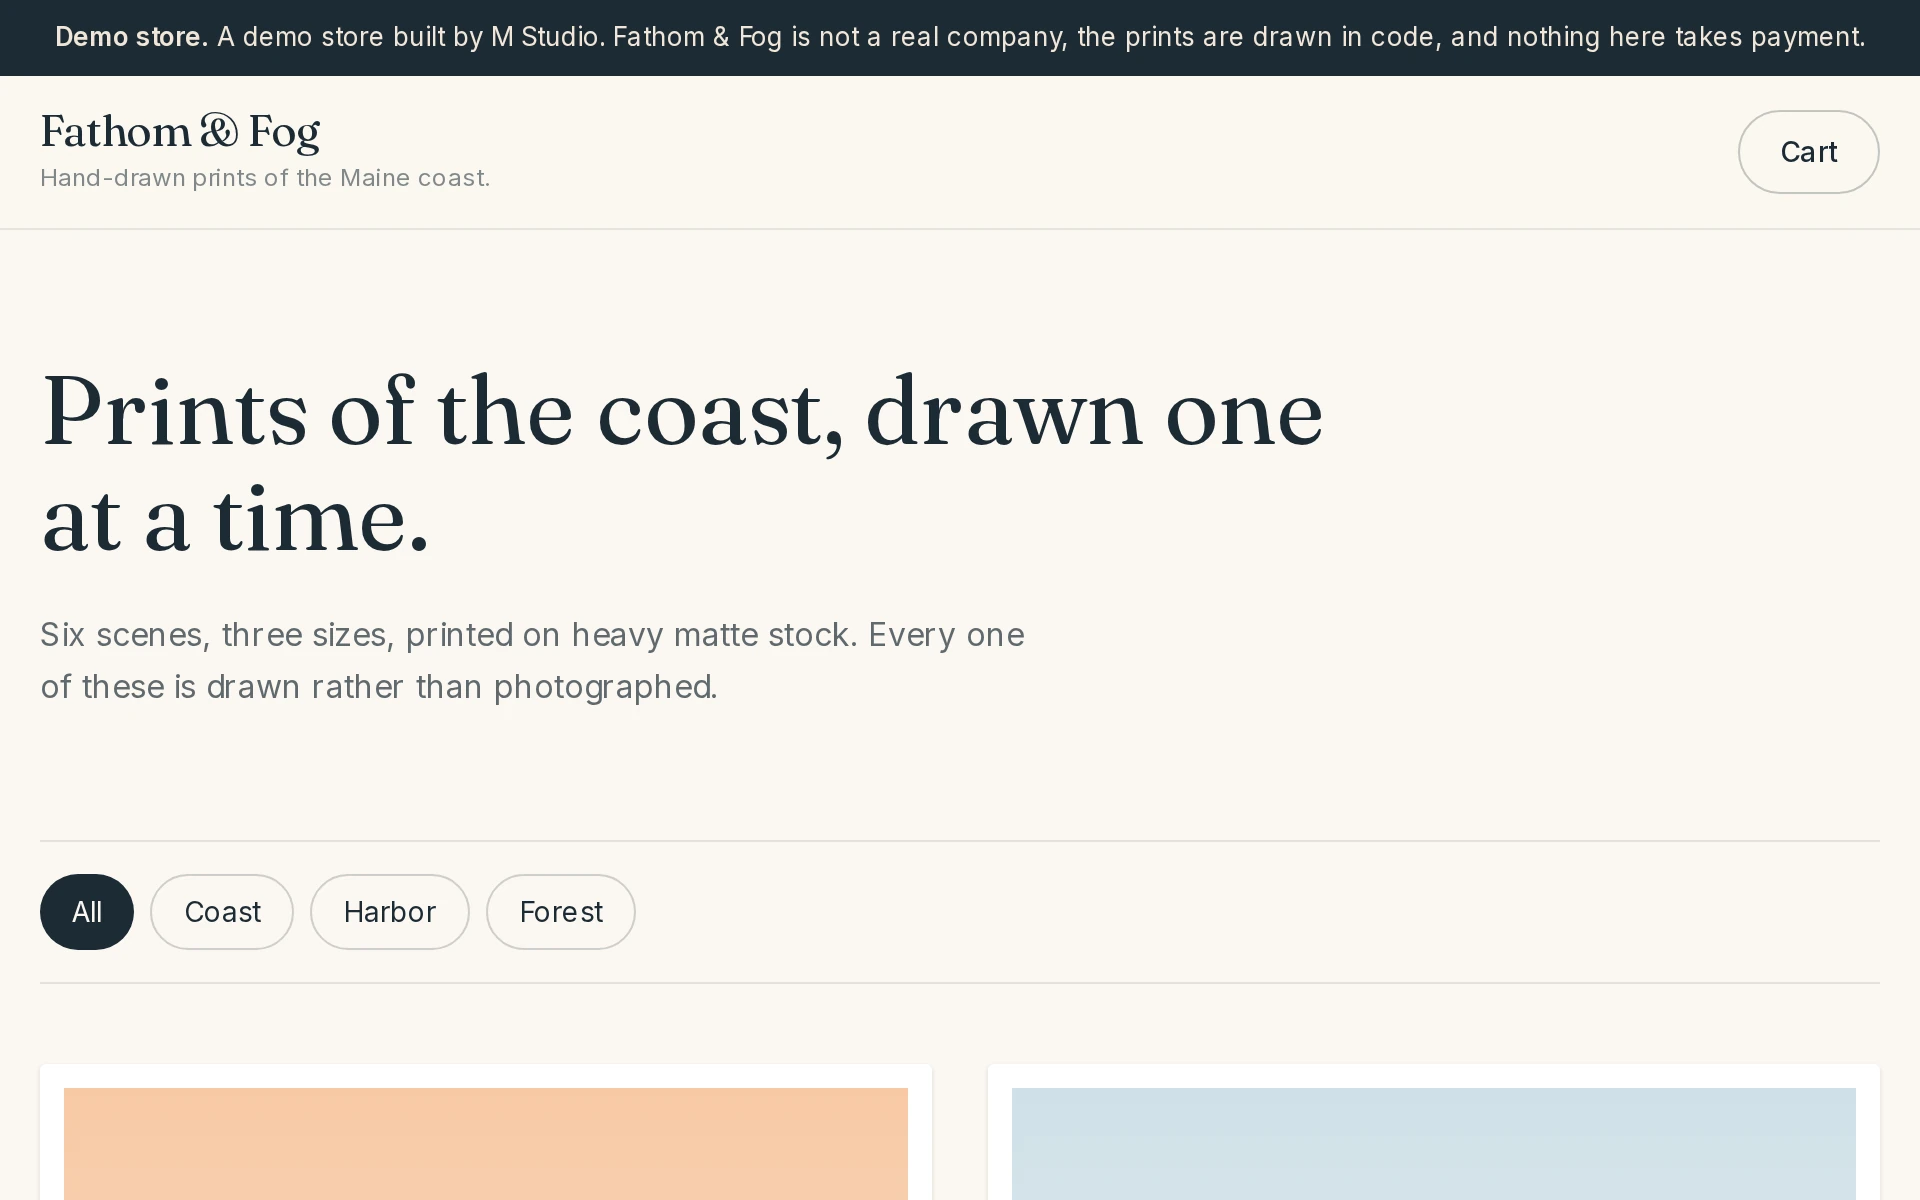 Demo store. A demo store built by M Studio. Fathom & Fog is not a real company, the prints are drawn in code, and nothing here takes payment.
Fathom & Fog
Hand-drawn prints of the Maine coast.
Cart
Prints of the coast, drawn one
at a time.
Six scenes, three sizes, printed on heavy matte stock. Every one
of these is drawn rather than photographed.
All
Coast
Harbor
Forest